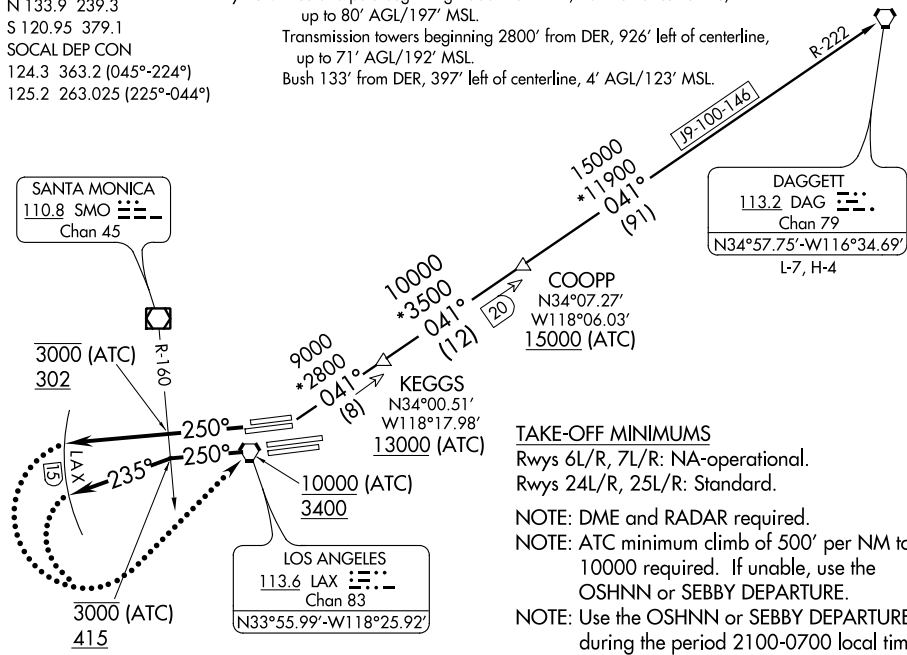 N 133.9 239.3
S 120.95 379.1
SOCAL DEP CON
124.3 363.2 (045°-224°)
125.2 263.025 (225°-044°)
up to 80' AGL/197' MSL.
Transmission towers beginning 2800' from DER, 926' left of centerline,
up to 71' AGL/192' MSL.
Bush 133' from DER, 397' left of centerline, 4' AGL/123' MSL.
R-222
J9-100-146
15000
*11900
041°
(91)
DAGGETT
113.2 DAG
Chan 79
N34°57.75'-W116°34.69'
L-7, H-4
SANTA MONICA
110.8 SMO
Chan 45
R-160
10000
*3500
041°
(12)
20
COOPP
N34°07.27'
W118°06.03'
15000 (ATC)
9000
*2800
041°
(8)
KEGGS
N34°00.51'
W118°17.98'
13000 (ATC)
3000 (ATC)
302
250°
250°
235°
LAX
15
10000 (ATC)
3400
LOS ANGELES
113.6 LAX
Chan 83
N33°55.99'-W118°25.92'
3000 (ATC)
415
TAKE-OFF MINIMUMS
Rwys 6L/R, 7L/R: NA-operational.
Rwys 24L/R, 25L/R: Standard.
NOTE: DME and RADAR required.
NOTE: ATC minimum climb of 500' per NM to
10000 required. If unable, use the
OSHNN or SEBBY DEPARTURE.
NOTE: Use the OSHNN or SEBBY DEPARTURE
during the period 2100-0700 local tim